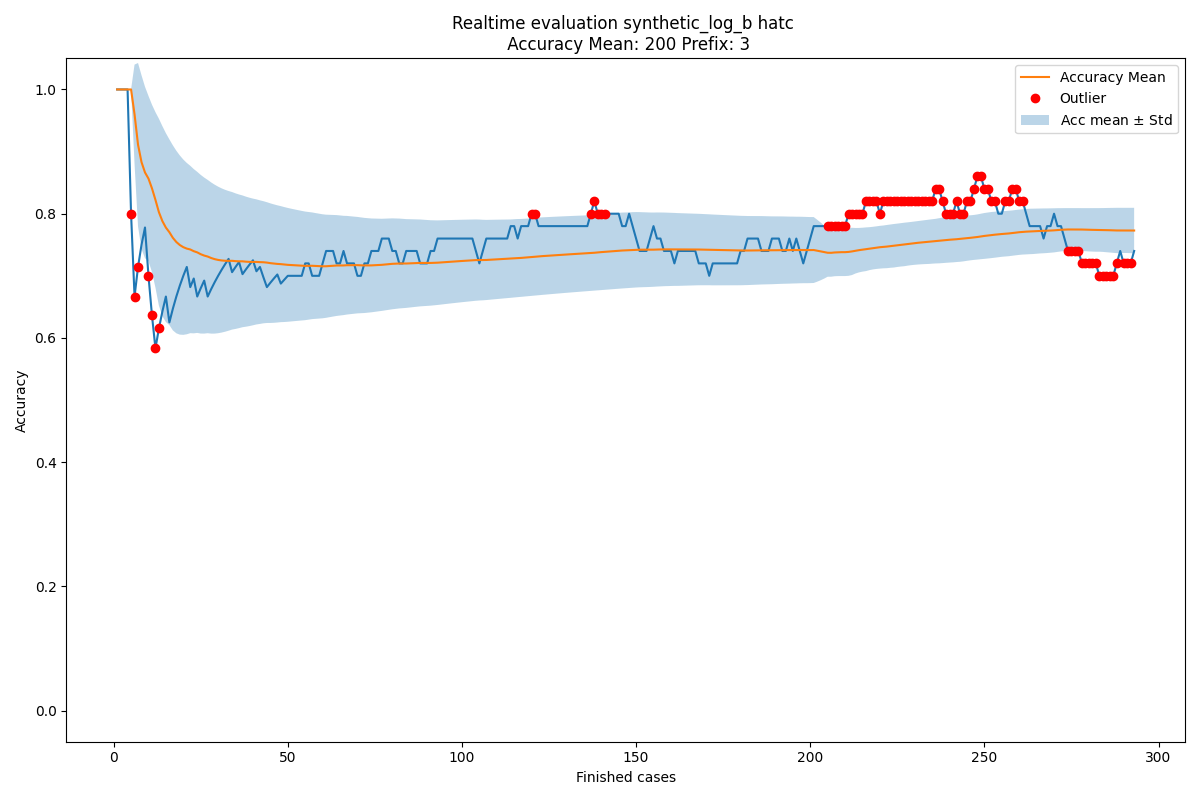 Realtime evaluation synthetic_log_b hatc
Accuracy Mean: 200 Prefix: 3
Accuracy Mean
Outlier
Acc mean ± Std
Accuracy
1.0
0.8
0.6
0.4
0.2
0.0
0 50 100 150 200 250 300
Finished cases